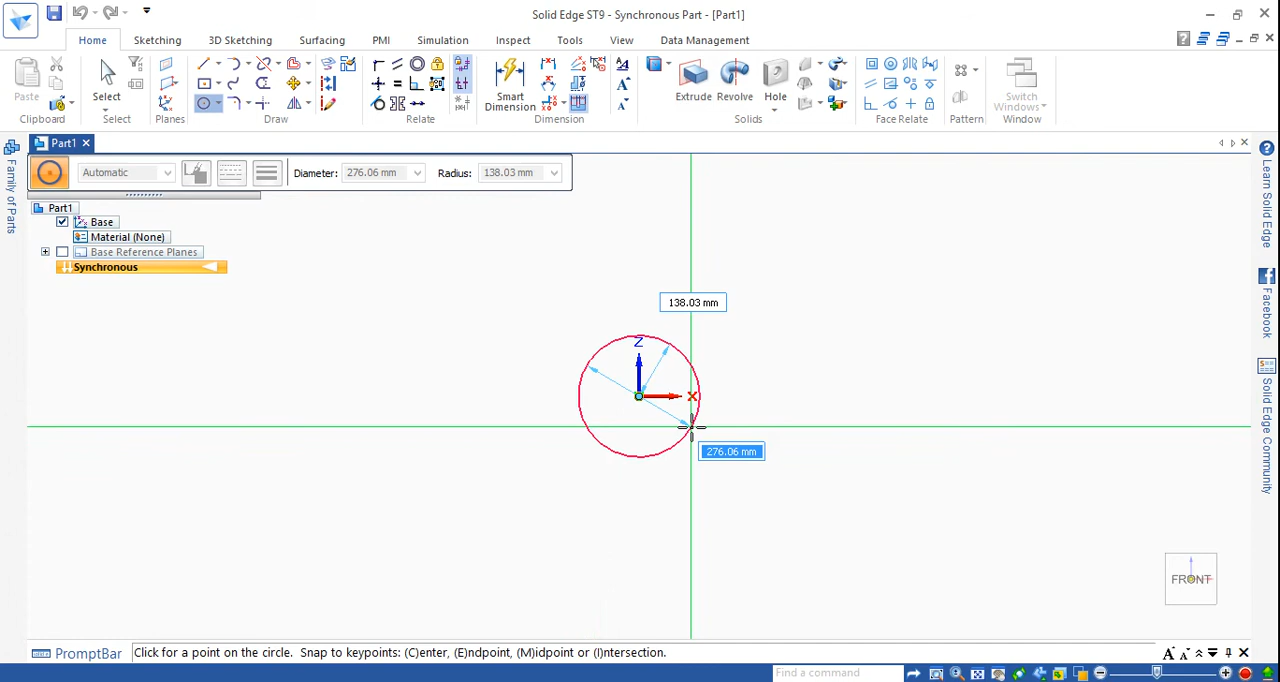 Solid Edge ST9 - Synchronous Part - [Part1]
Home Sketching 3D Sketching Surfacing PMI Simulation Inspect Tools View Data Management
Paste Select Smart Dimension Extrude Revolve Hole Switch Windows
Clipboard Select Planes Draw Relate Dimension Solids Face Relate Pattern Window
Part1
Automatic Diameter: 276.06 mm Radius: 138.03 mm
Part1
Base
Material (None)
Base Reference Planes
Synchronous
Family of Parts
Learn Solid Edge
Facebook
Solid Edge Community
138.03 mm
Z
X
276.06 mm
FRONT
PromptBar Click for a point on the circle. Snap to keypoints: (C)enter, (E)ndpoint, (M)idpoint or (I)ntersection.
Find a command